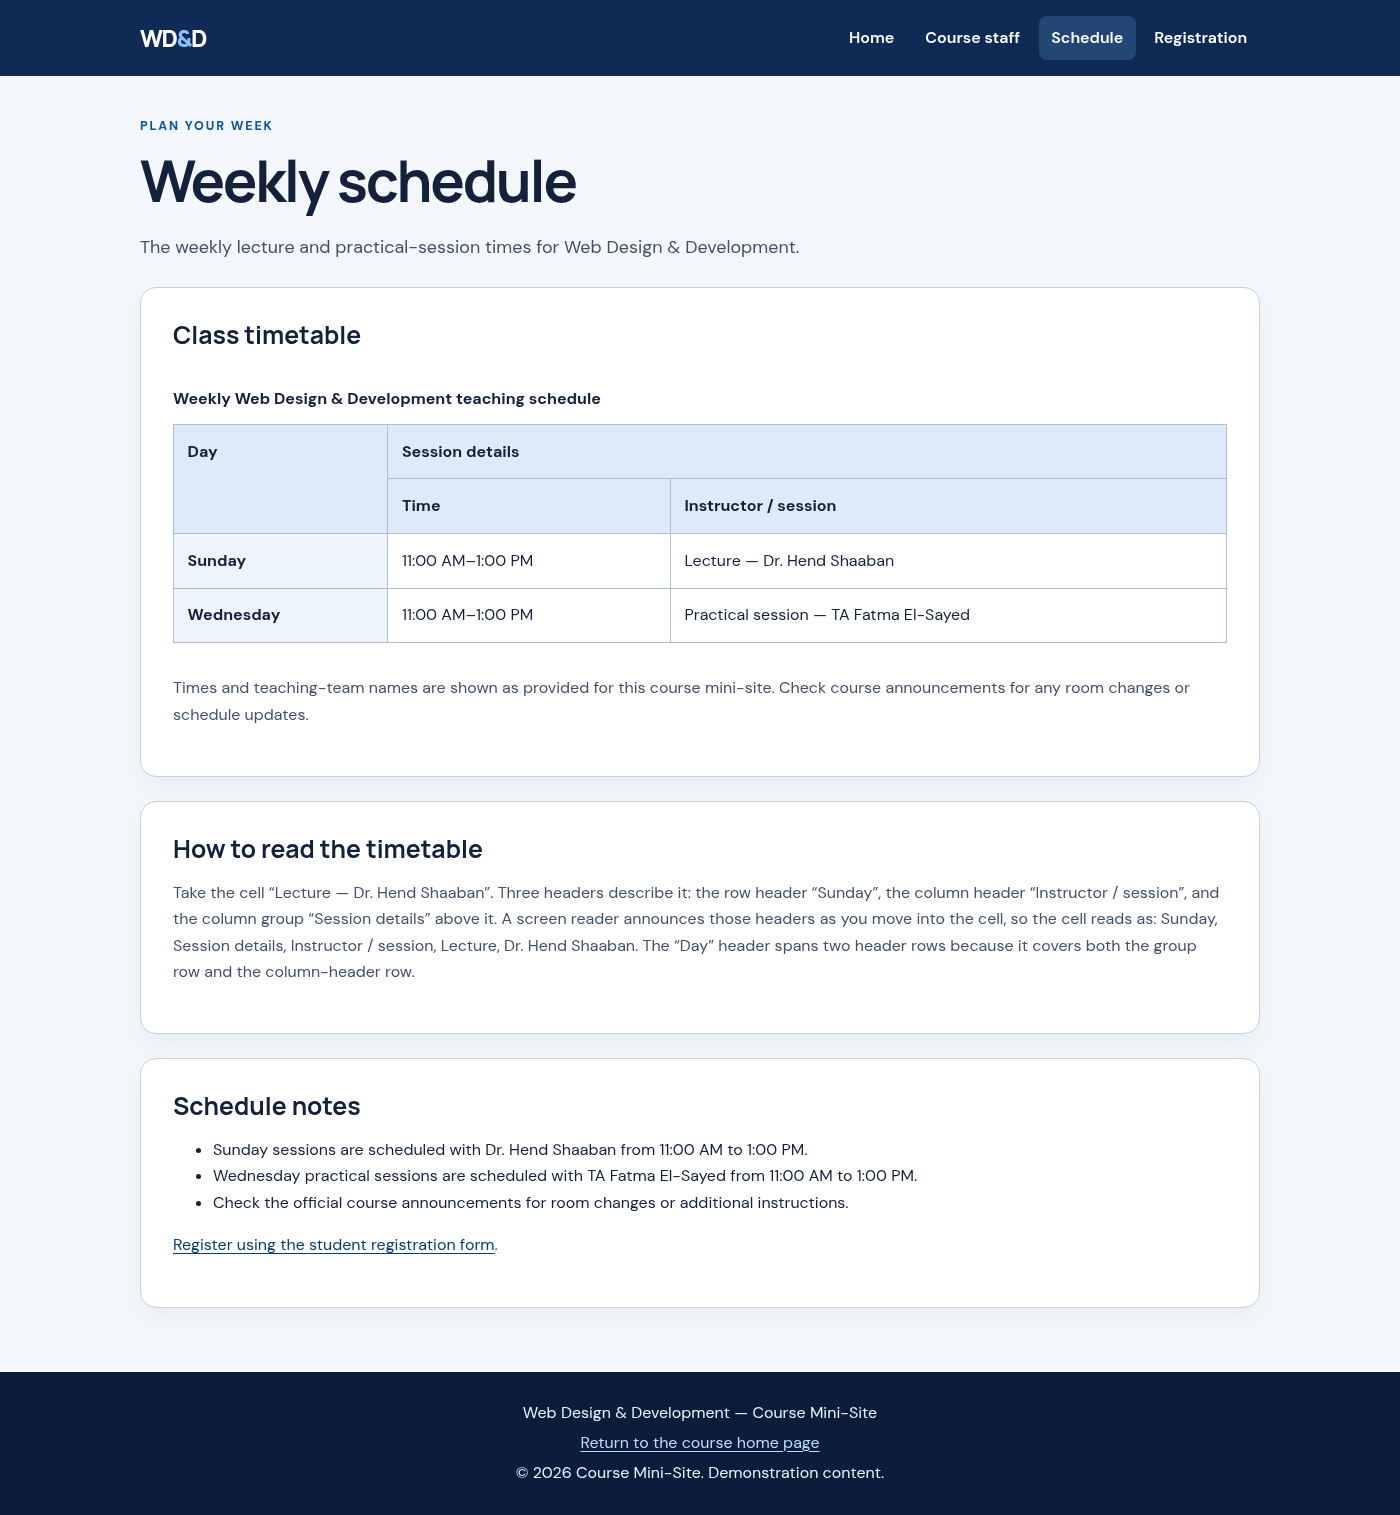 WD&D
Home
Course staff
Schedule
Registration
PLAN YOUR WEEK
Weekly schedule
The weekly lecture and practical-session times for Web Design & Development.
Class timetable
Weekly Web Design & Development teaching schedule
Day
Session details
Time
Instructor / session
Sunday
11:00 AM–1:00 PM
Lecture — Dr. Hend Shaaban
Wednesday
11:00 AM–1:00 PM
Practical session — TA Fatma El-Sayed
Times and teaching-team names are shown as provided for this course mini-site. Check course announcements for any room changes or
schedule updates.
How to read the timetable
Take the cell “Lecture — Dr. Hend Shaaban”. Three headers describe it: the row header “Sunday”, the column header “Instructor / session”, and
the column group “Session details” above it. A screen reader announces those headers as you move into the cell, so the cell reads as: Sunday,
Session details, Instructor / session, Lecture, Dr. Hend Shaaban. The “Day” header spans two header rows because it covers both the group
row and the column-header row.
Schedule notes
• Sunday sessions are scheduled with Dr. Hend Shaaban from 11:00 AM to 1:00 PM.
• Wednesday practical sessions are scheduled with TA Fatma El-Sayed from 11:00 AM to 1:00 PM.
• Check the official course announcements for room changes or additional instructions.
Register using the student registration form.
Web Design & Development — Course Mini-Site
Return to the course home page
© 2026 Course Mini-Site. Demonstration content.